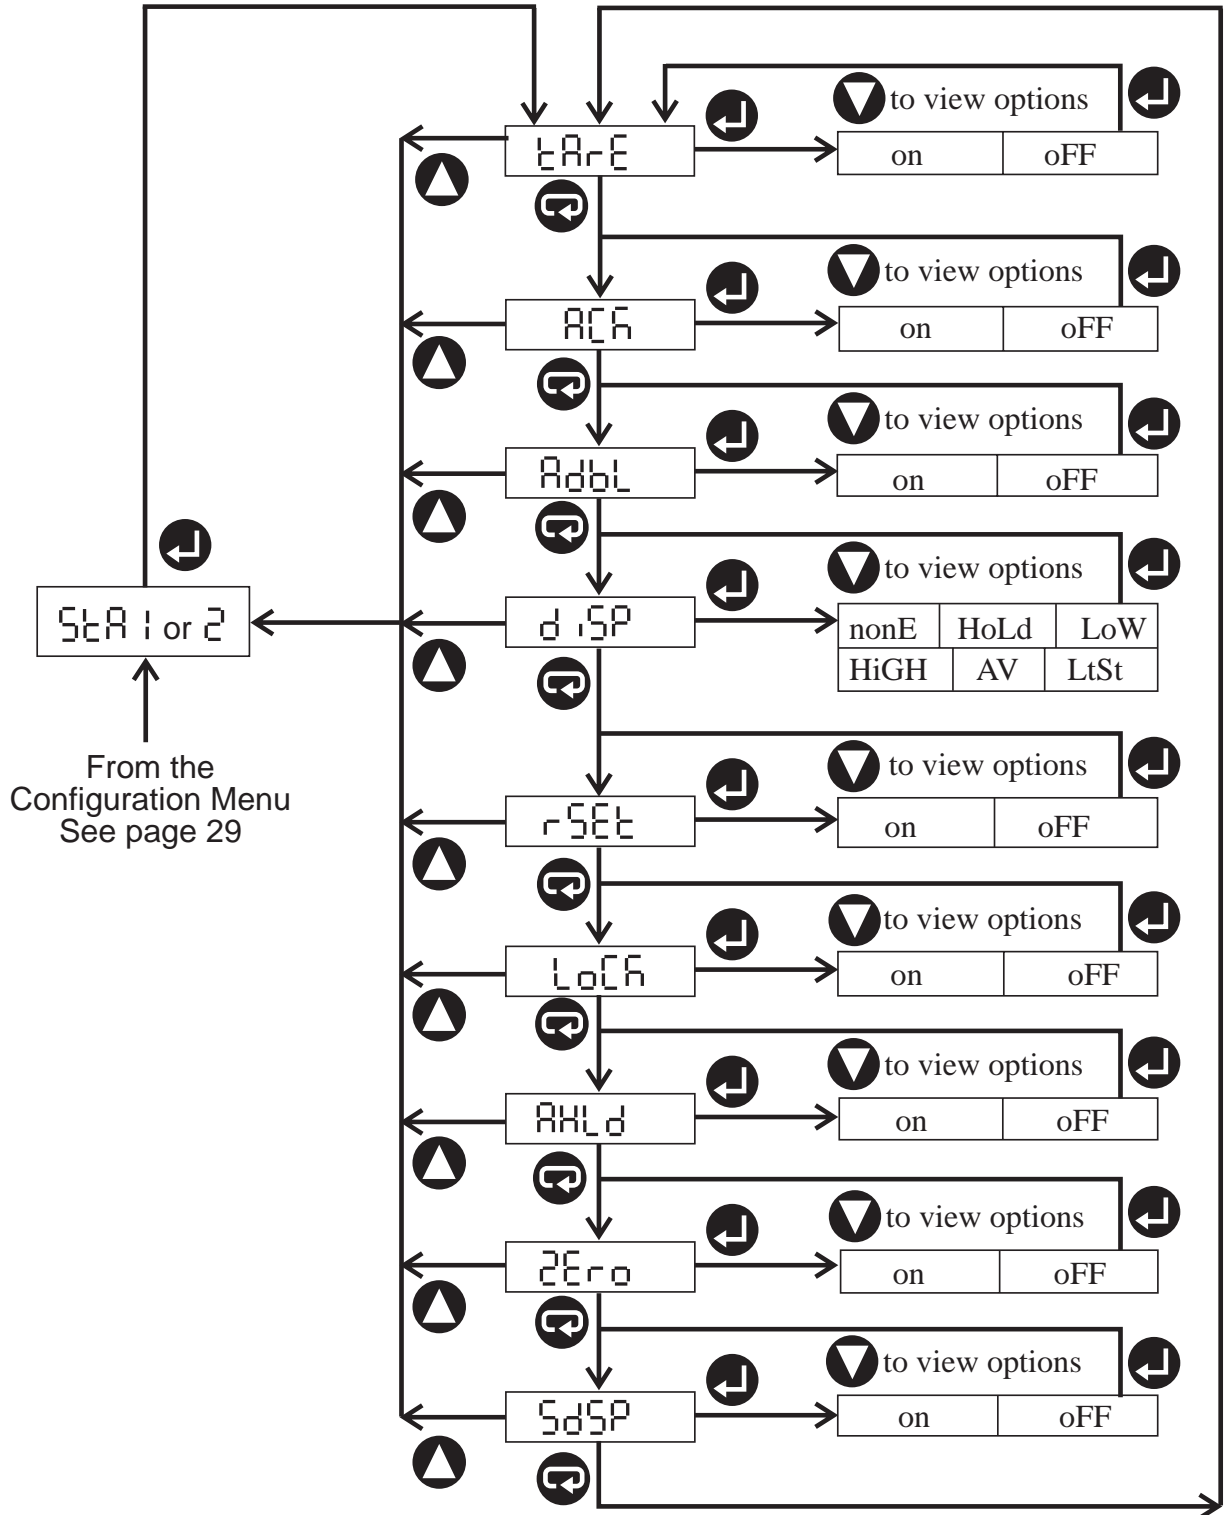 to view options
tArE
on oFF
to view options
ACK
on oFF
to view options
AdbL
on oFF
to view options
StA1 or 2
diSP
nonE HoLd LoW
HiGH AV LtSt
From the
Configuration Menu
See page 29
to view options
rSEt
on oFF
to view options
LoCK
on oFF
to view options
AHLd
on oFF
to view options
2Ero
on oFF
to view options
SdSP
on oFF